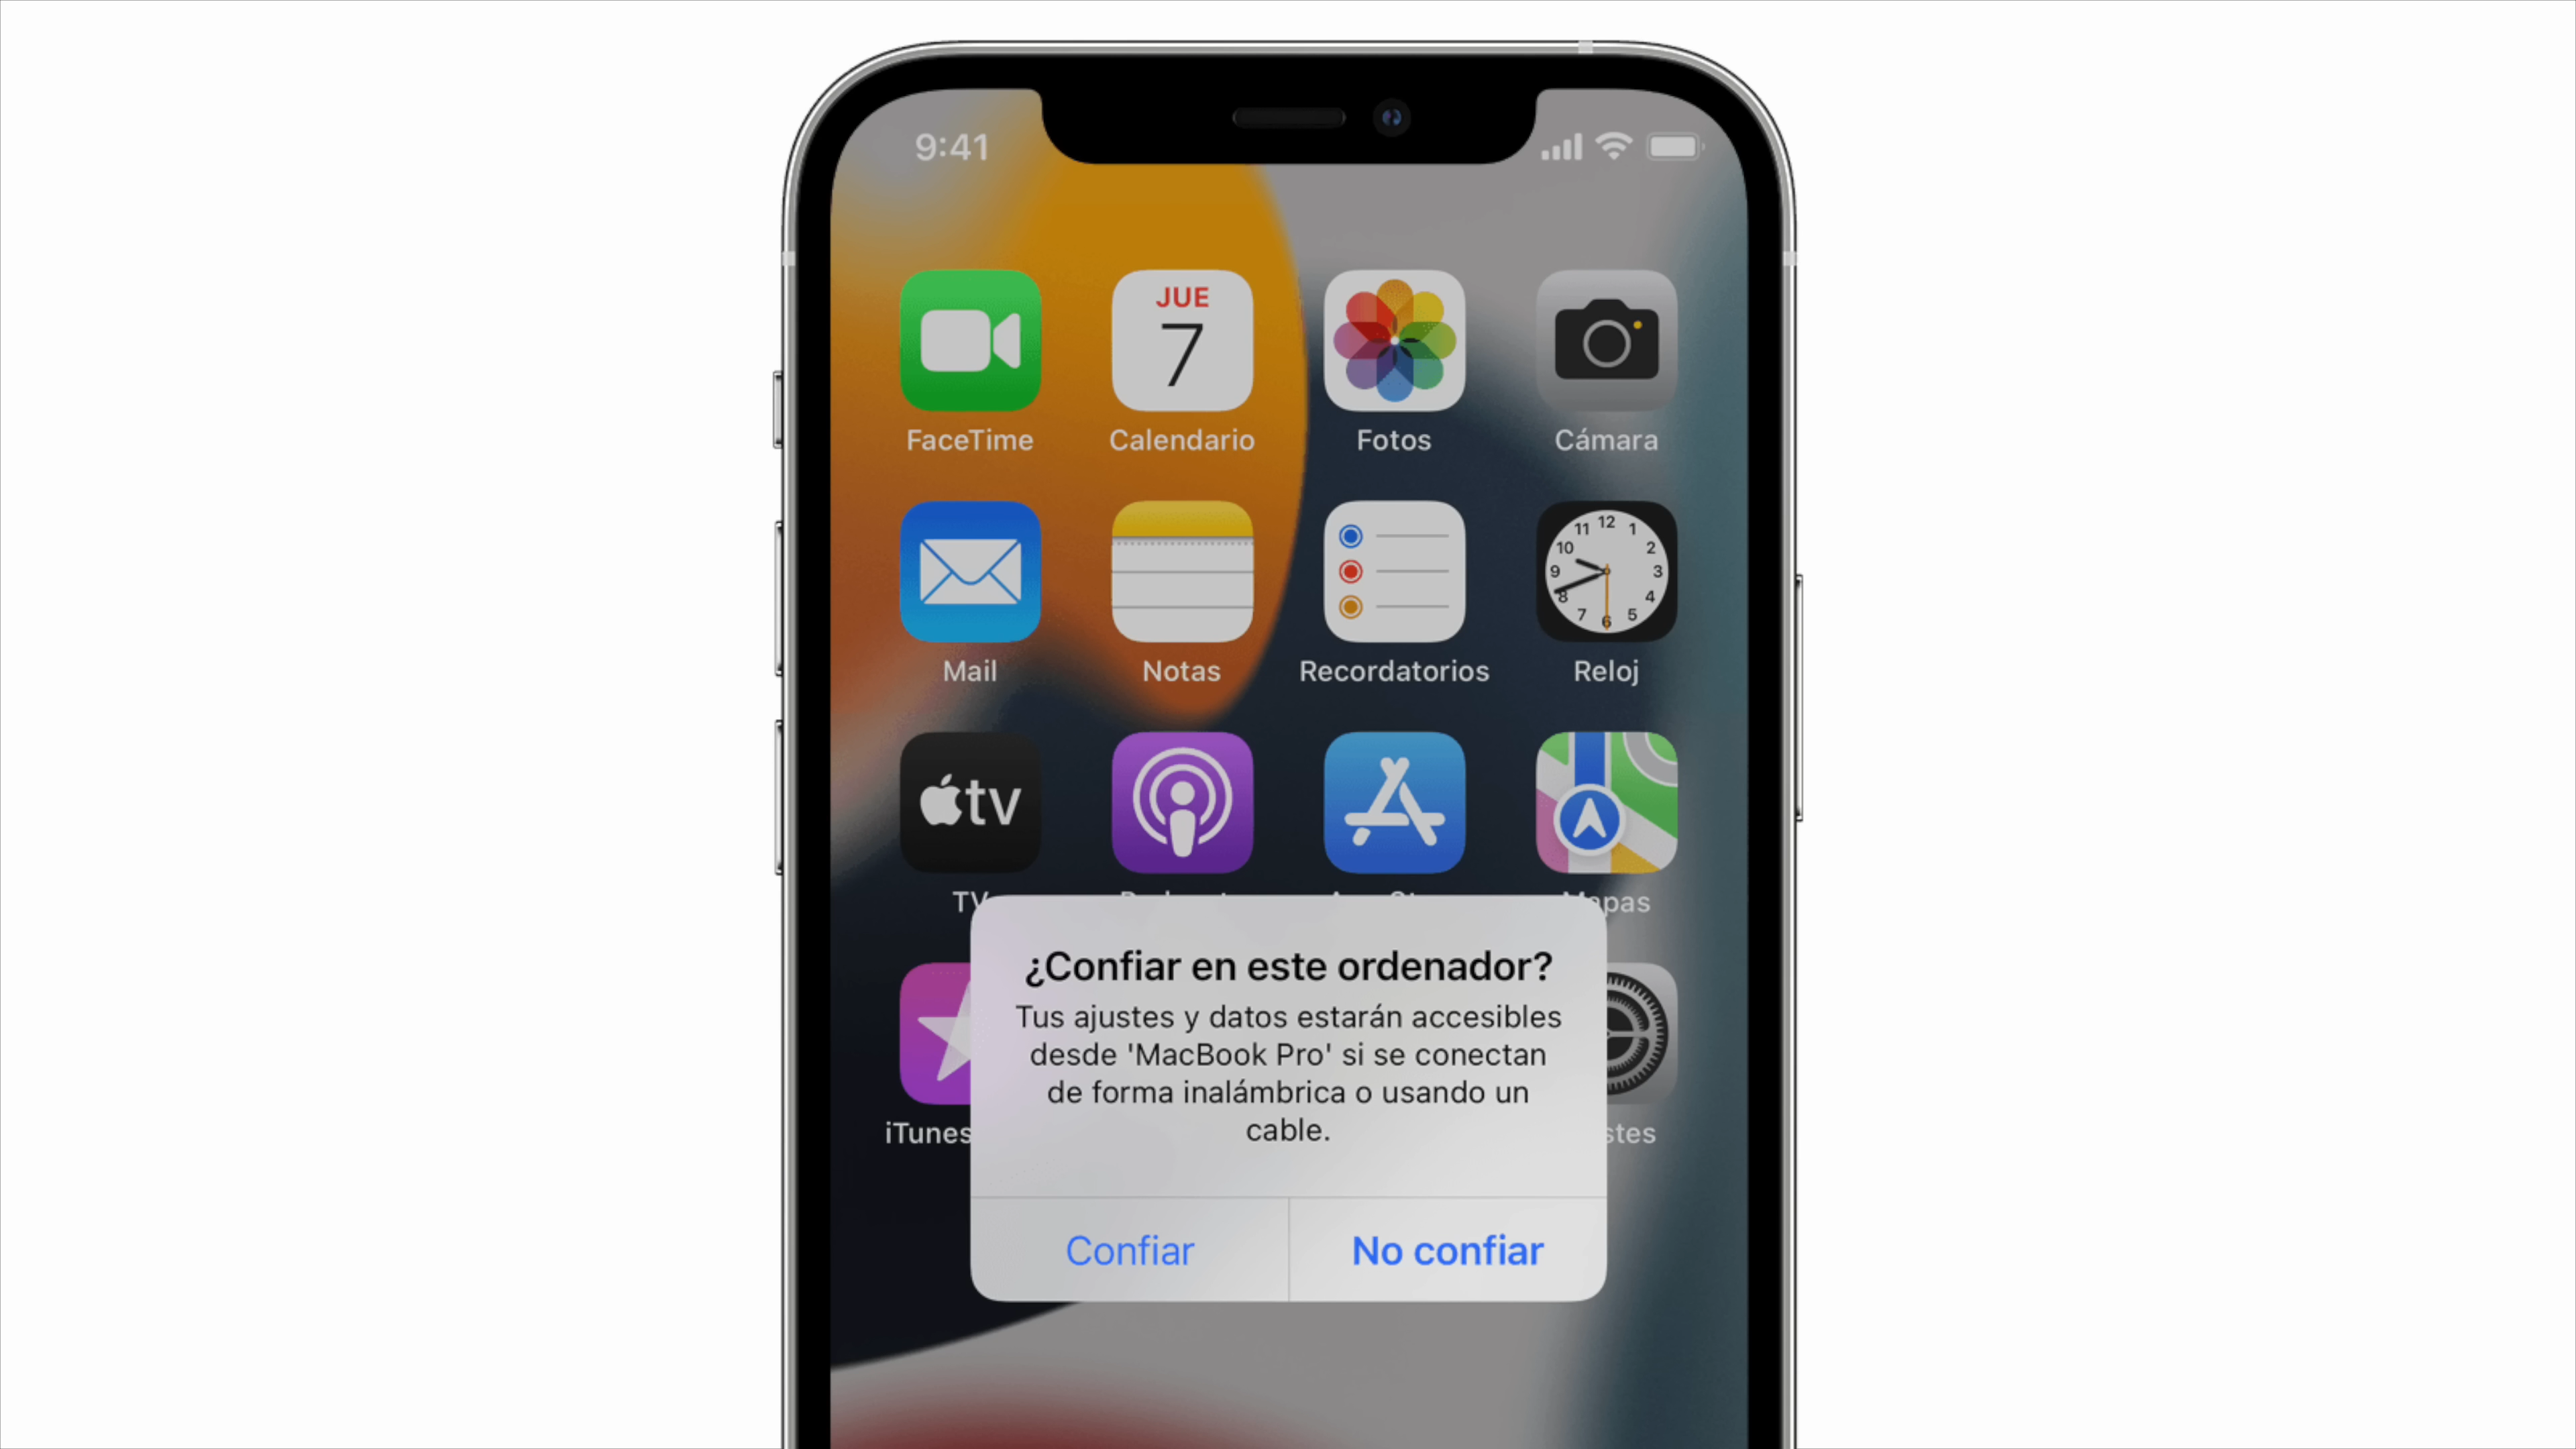 9:41
JUE
7
FaceTime
Calendario
Fotos
Cámara
11 12 1
10 2
9 3
8 4
7 6 5
Mail
Notas
Recordatorios
Reloj
tv
TV
Mapas
¿Confiar en este ordenador?
Tus ajustes y datos estarán accesibles
desde 'MacBook Pro' si se conectan
de forma inalámbrica o usando un
cable.
iTunes
Confiar
No confiar